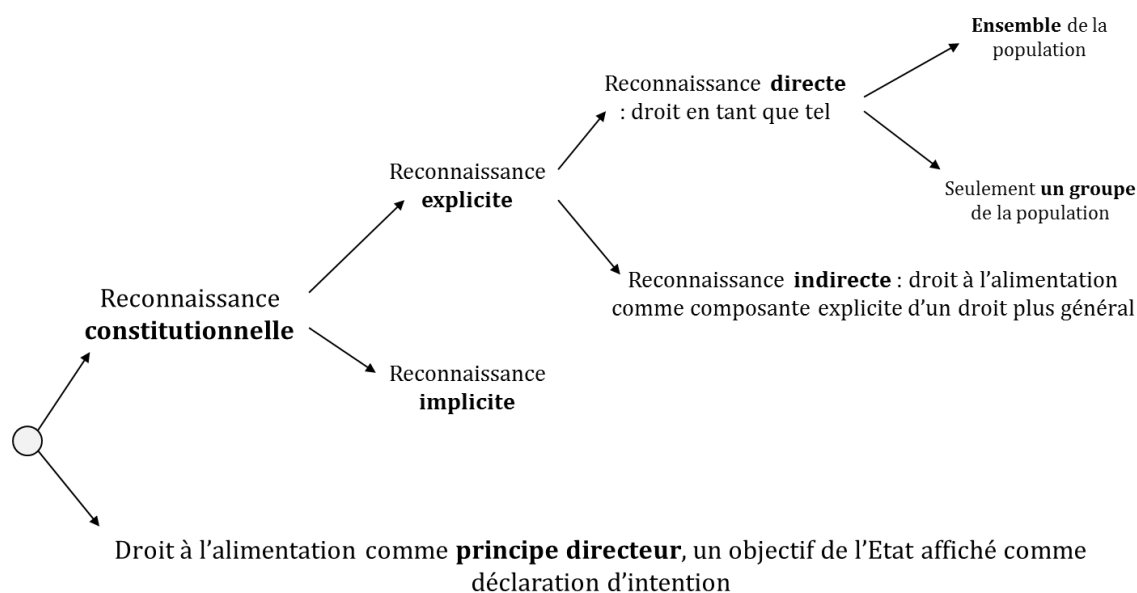 Ensemble de la
population
Reconnaissance directe
: droit en tant que tel
Reconnaissance
explicite
Seulement un groupe
de la population
Reconnaissance indirecte : droit à l’alimentation
comme composante explicite d’un droit plus général
Reconnaissance
constitutionnelle
Reconnaissance
implicite
Droit à l’alimentation comme principe directeur, un objectif de l’Etat affiché comme
déclaration d’intention